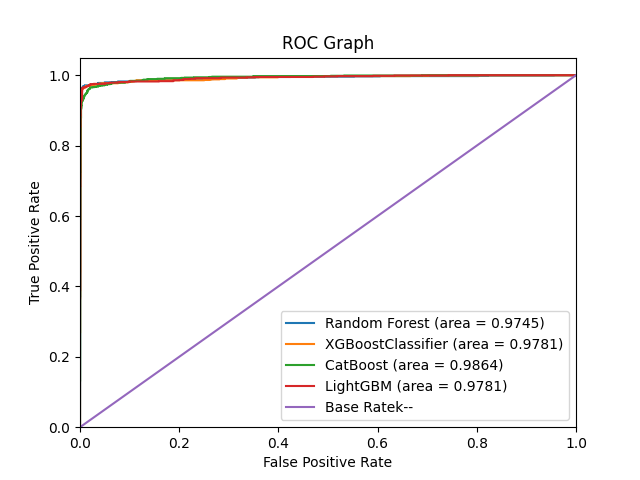 ROC Graph
True Positive Rate
1.0
0.8
0.6
0.4
0.2
0.0
Random Forest (area = 0.9745)
XGBoostClassifier (area = 0.9781)
CatBoost (area = 0.9864)
LightGBM (area = 0.9781)
Base Ratek--
0.0 0.2 0.4 0.6 0.8 1.0
False Positive Rate